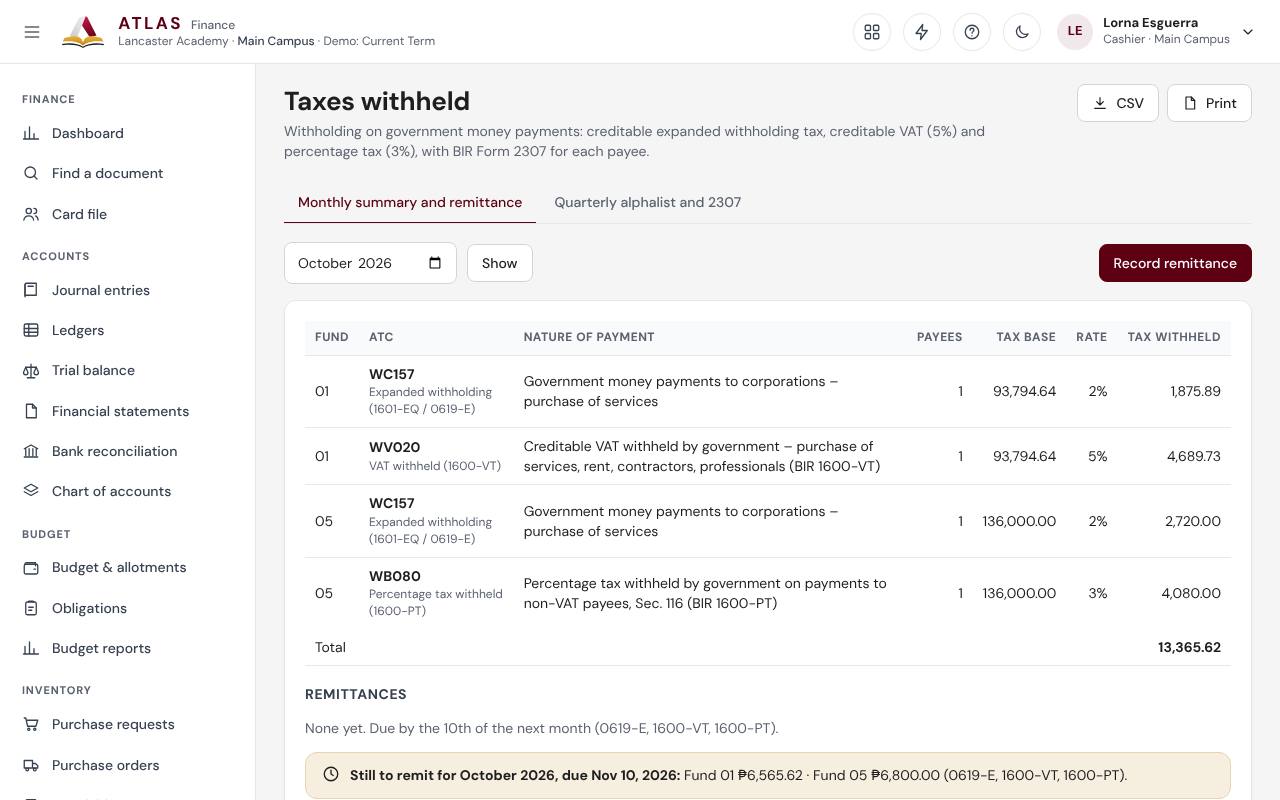 ATLAS Finance
Lancaster Academy · Main Campus · Demo: Current Term
LE
Lorna Esguerra
Cashier · Main Campus
FINANCE
Dashboard
Find a document
Card file
ACCOUNTS
Journal entries
Ledgers
Trial balance
Financial statements
Bank reconciliation
Chart of accounts
BUDGET
Budget & allotments
Obligations
Budget reports
INVENTORY
Purchase requests
Purchase orders
Taxes withheld
Withholding on government money payments: creditable expanded withholding tax, creditable VAT (5%) and
percentage tax (3%), with BIR Form 2307 for each payee.
CSV
Print
Monthly summary and remittance
Quarterly alphalist and 2307
October 2026
Show
Record remittance
FUND ATC NATURE OF PAYMENT PAYEES TAX BASE RATE TAX WITHHELD
01 WC157 Government money payments to corporations – 1 93,794.64 2% 1,875.89
Expanded withholding purchase of services
(1601-EQ / 0619-E)
01 WV020 Creditable VAT withheld by government – purchase of 1 93,794.64 5% 4,689.73
VAT withheld (1600-VT) services, rent, contractors, professionals (BIR 1600-VT)
05 WC157 Government money payments to corporations – 1 136,000.00 2% 2,720.00
Expanded withholding purchase of services
(1601-EQ / 0619-E)
05 WB080 Percentage tax withheld by government on payments to 1 136,000.00 3% 4,080.00
Percentage tax withheld non-VAT payees, Sec. 116 (BIR 1600-PT)
(1600-PT)
Total 13,365.62
REMITTANCES
None yet. Due by the 10th of the next month (0619-E, 1600-VT, 1600-PT).
Still to remit for October 2026, due Nov 10, 2026: Fund 01 ₱6,565.62 · Fund 05 ₱6,800.00 (0619-E, 1600-VT, 1600-PT).